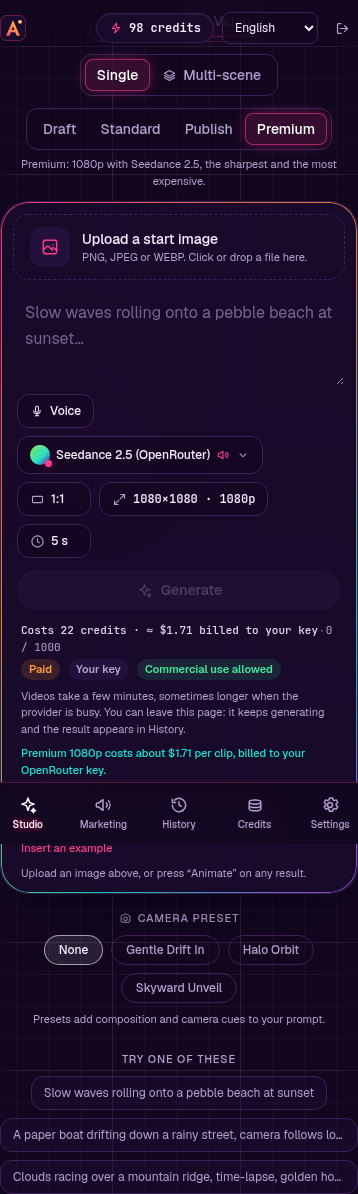 98 credits
English
Single
Multi-scene
Draft
Standard
Publish
Premium
Premium: 1080p with Seedance 2.5, the sharpest and the most
expensive.
Upload a start image
PNG, JPEG or WEBP. Click or drop a file here.
Slow waves rolling onto a pebble beach at
sunset…
Voice
Seedance 2.5 (OpenRouter)
1:1
1080×1080 · 1080p
5 s
Generate
Costs 22 credits · ≈ $1.71 billed to your key·0
/ 1000
Paid
Your key
Commercial use allowed
Videos take a few minutes, sometimes longer when the
provider is busy. You can leave this page: it keeps generating
and the result appears in History.
Premium 1080p costs about $1.71 per clip, billed to your
OpenRouter key.
Studio
Marketing
History
Credits
Settings
Insert an example
Upload an image above, or press “Animate” on any result.
CAMERA PRESET
None
Gentle Drift In
Halo Orbit
Skyward Unveil
Presets add composition and camera cues to your prompt.
TRY ONE OF THESE
Slow waves rolling onto a pebble beach at sunset
A paper boat drifting down a rainy street, camera follows lo…
Clouds racing over a mountain ridge, time-lapse, golden ho…